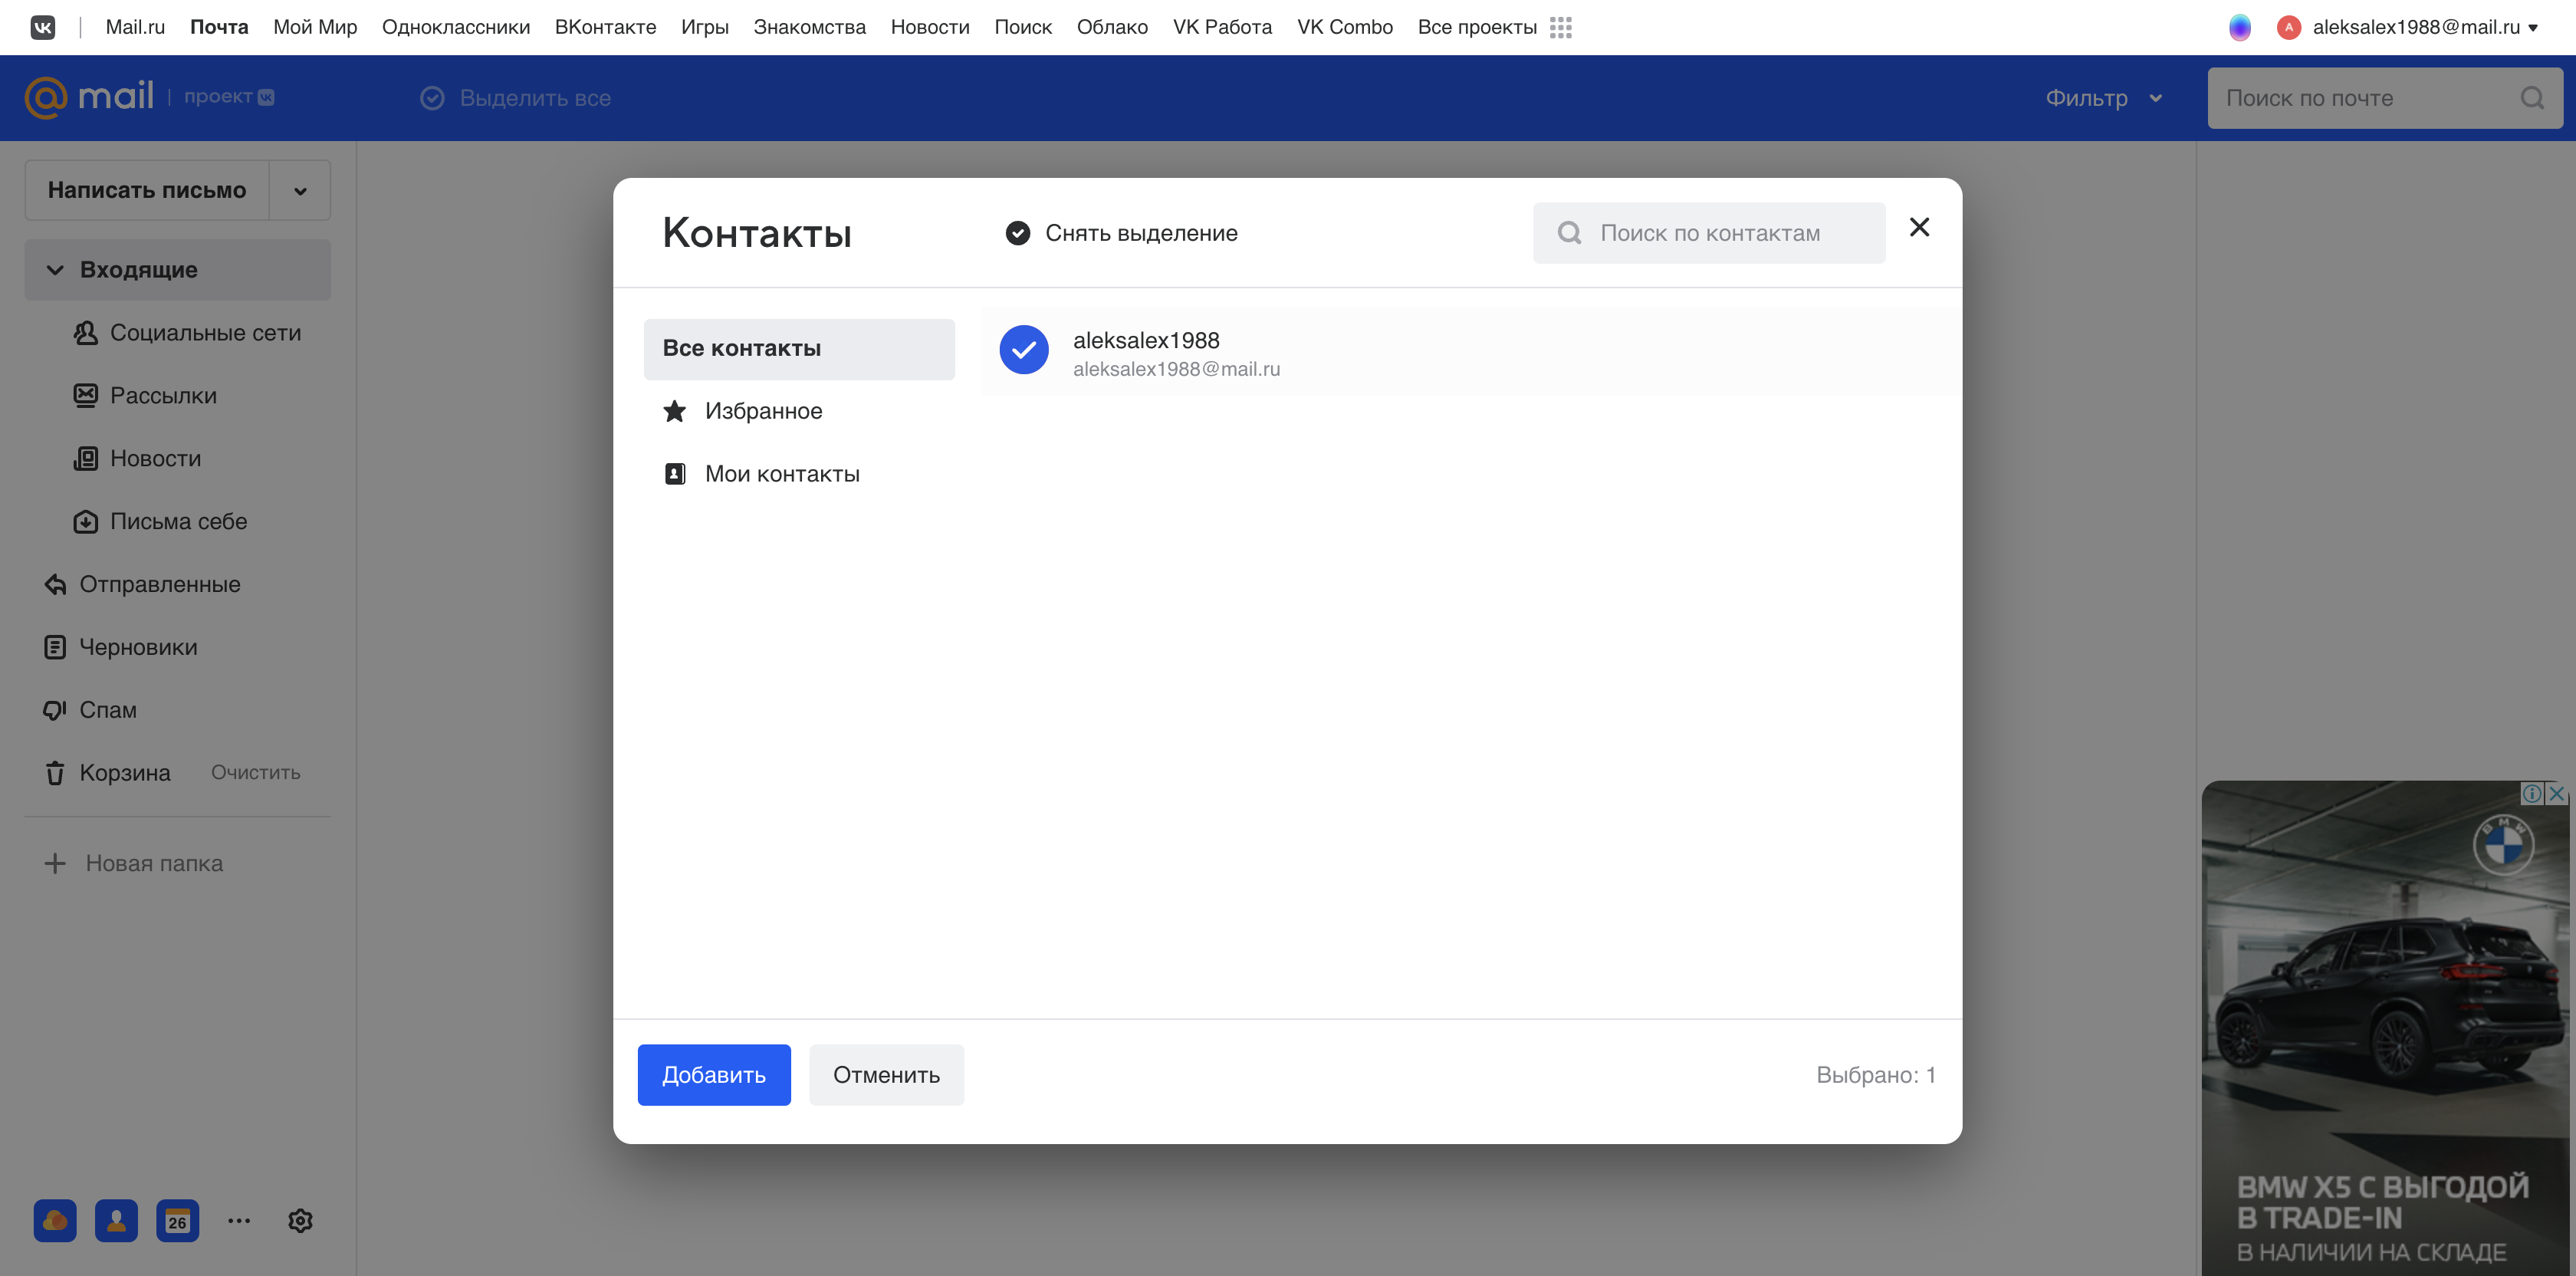 Mail.ru Почта Мой Мир Одноклассники ВКонтакте Игры Знакомства Новости Поиск Облако VK Работа VK Combo Все проекты
A aleksalex1988@mail.ru
@mail проект VK
Выделить все
Фильтр
Поиск по почте
Написать письмо
Входящие
Социальные сети
Рассылки
Новости
Письма себе
Отправленные
Черновики
Спам
Корзина Очистить
Новая папка
26
Контакты
Снять выделение
Поиск по контактам
Все контакты
Избранное
Мои контакты
aleksalex1988
aleksalex1988@mail.ru
Добавить
Отменить
Выбрано: 1
BMW
BMW X5 С ВЫГОДОЙ
В TRADE-IN
В НАЛИЧИИ НА СКЛАДЕ